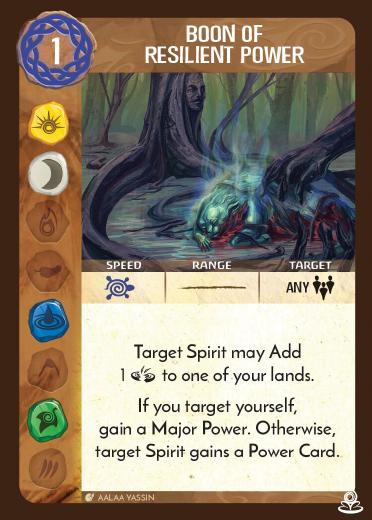 1
BOON OF
RESILIENT POWER
SPEED RANGE TARGET
ANY
Target Spirit may Add
1 to one of your lands.
If you target yourself,
gain a Major Power. Otherwise,
target Spirit gains a Power Card.
AALAA YASSIN